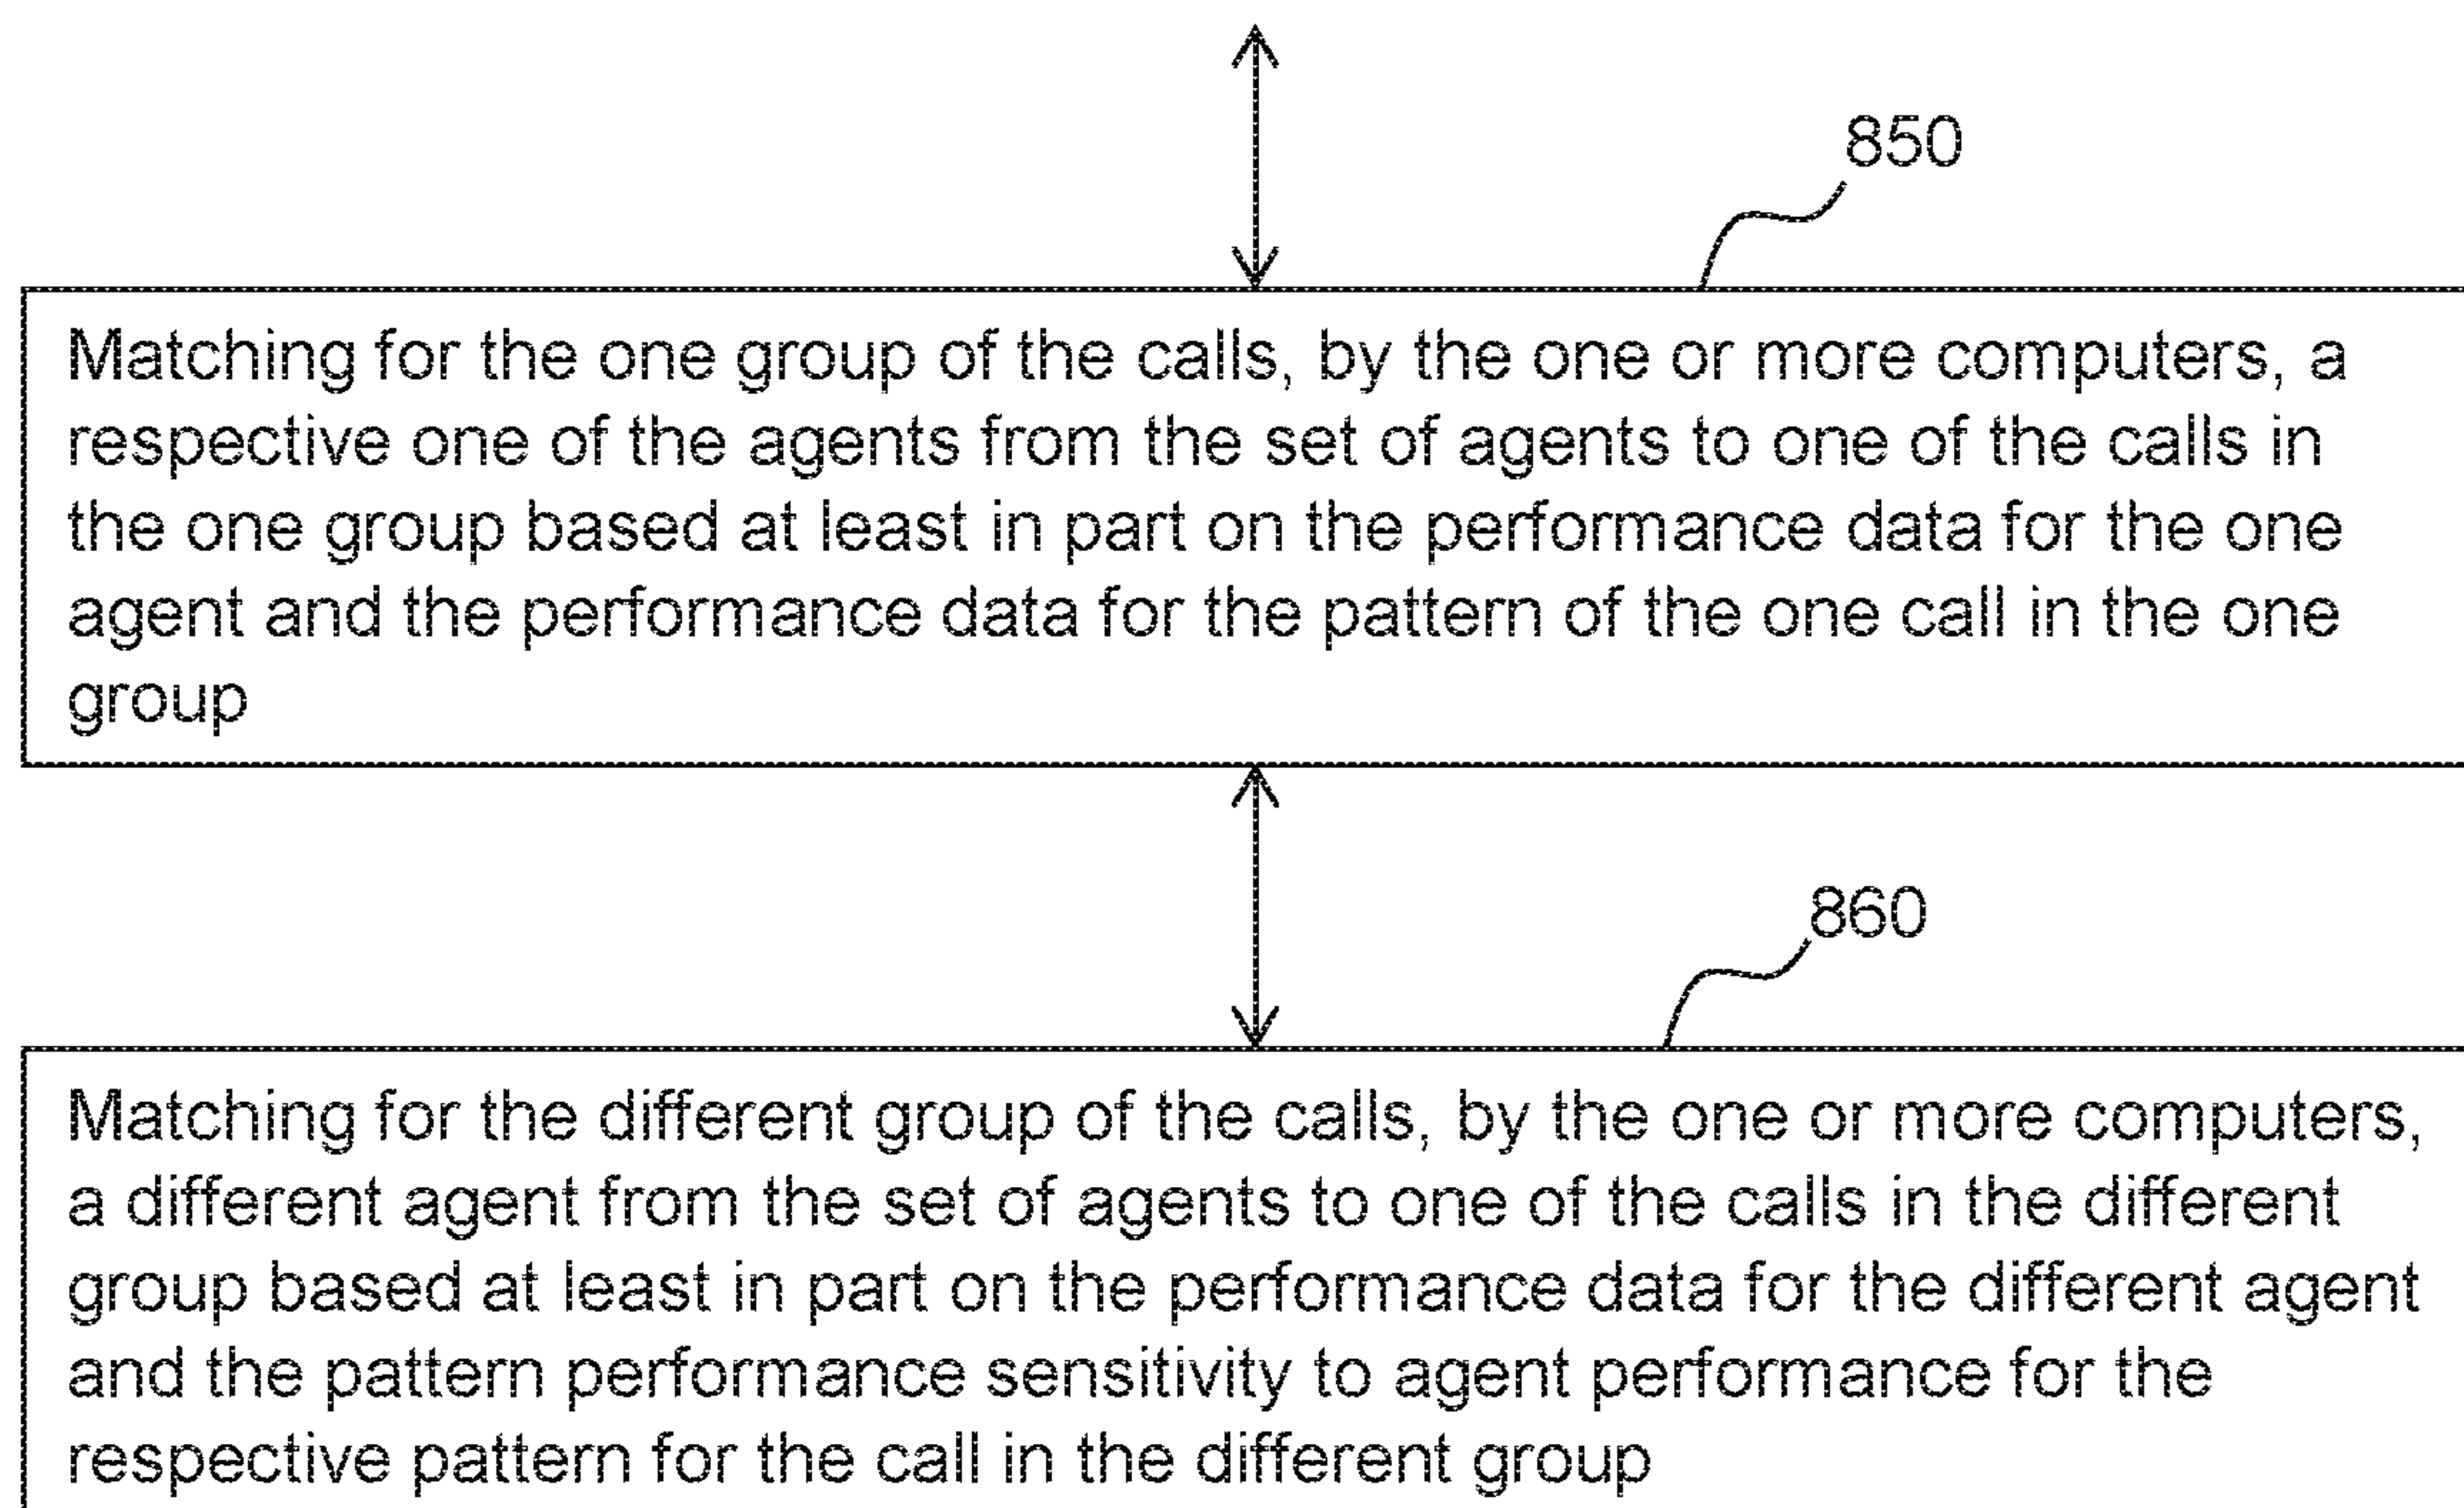 850
Matching for the one group of the calls, by the one or more computers, a
respective one of the agents from the set of agents to one of the calls in
the one group based at least in part on the performance data for the one
agent and the performance data for the pattern of the one call in the one
group
860
Matching for the different group of the calls, by the one or more computers,
a different agent from the set of agents to one of the calls in the different
group based at least in part on the performance data for the different agent
and the pattern performance sensitivity to agent performance for the
respective pattern for the call in the different group